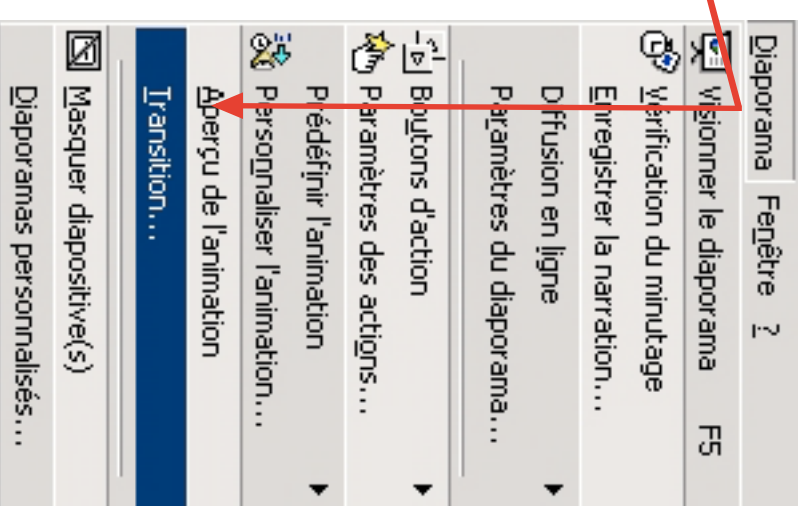 Diaporama Fenêtre ?
Visionner le diaporama F5
Vérification du minutage
Enregistrer la narration...
Diffusion en ligne
Paramètres du diaporama...
Boutons d'action
Paramètres des actions...
Prédéfinir l'animation
Personnaliser l'animation...
Aperçu de l'animation
Transition...
Masquer diapositive(s)
Diaporamas personnalisés...